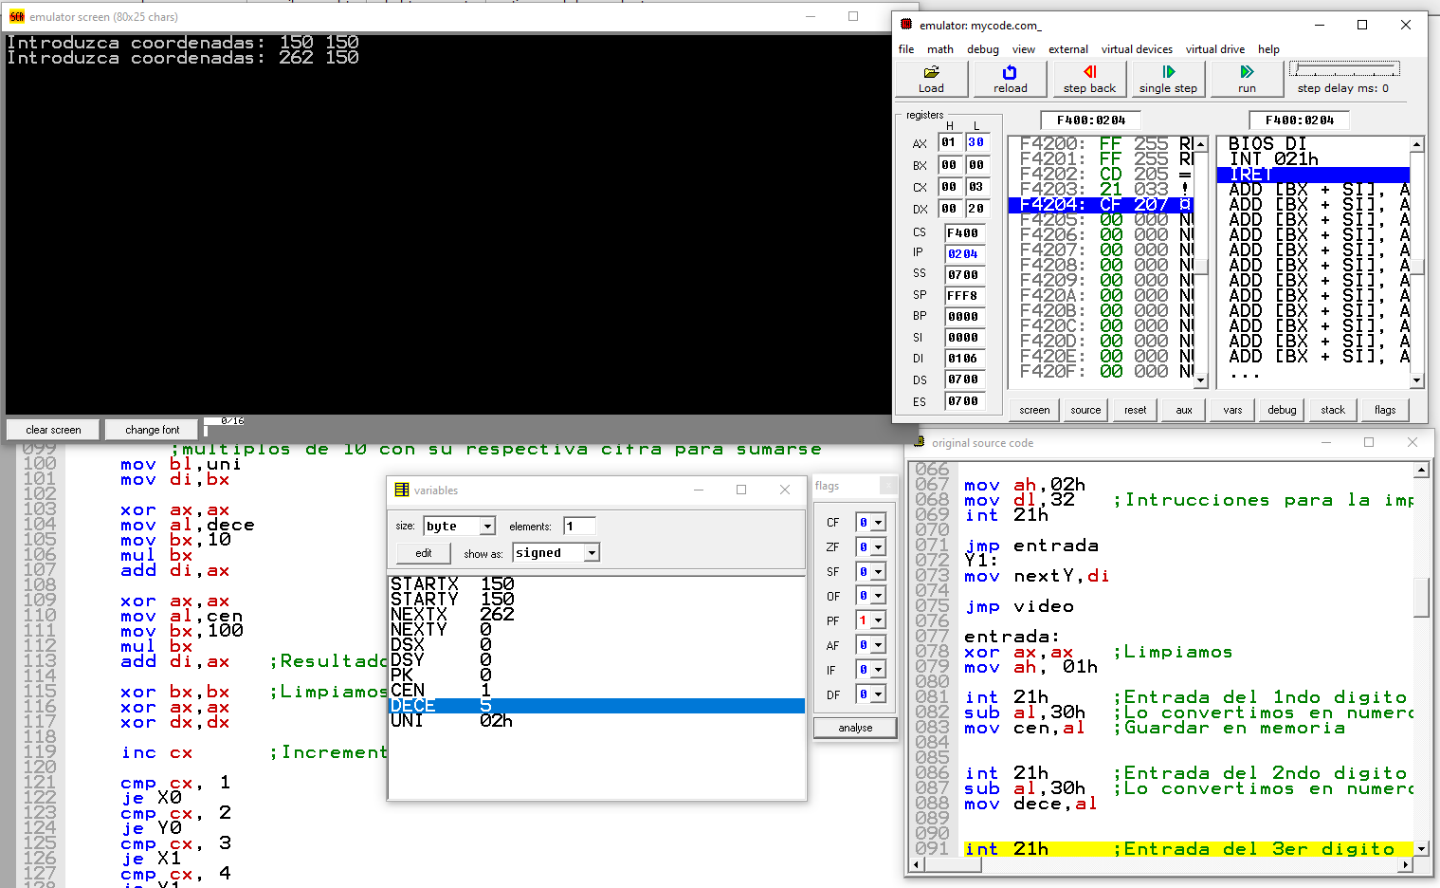 emulator screen (80x25 chars)
Introduzca coordenadas: 150 150
Introduzca coordenadas: 262 150
clear screen
change font
0/16
emulator: mycode.com_
file math debug view external virtual devices virtual drive help
Load reload step back single step run step delay ms: 0
registers
H L
AX 01 30
BX 00 00
CX 00 03
DX 00 20
CS F400
IP 0204
SS 0700
SP FFF8
BP 0000
SI 0000
DI 0106
DS 0700
ES 0700
F400:0204
F4200: FF 255 RE
F4201: FF 255 RE
F4202: CD 205 =
F4203: 21 033 !
F4204: CF 207 ¤
F4205: 00 000 NU
F4206: 00 000 NU
F4207: 00 000 NU
F4208: 00 000 NU
F4209: 00 000 NU
F420A: 00 000 NU
F420B: 00 000 NU
F420C: 00 000 NU
F420D: 00 000 NU
F420E: 00 000 NU
F420F: 00 000 NU
F400:0204
BIOS DI
INT 021h
IRET
ADD [BX + SI], A
ADD [BX + SI], A
ADD [BX + SI], A
ADD [BX + SI], A
ADD [BX + SI], A
ADD [BX + SI], A
ADD [BX + SI], A
ADD [BX + SI], A
ADD [BX + SI], A
ADD [BX + SI], A
ADD [BX + SI], A
ADD [BX + SI], A
...
screen source reset aux vars debug stack flags
099 ;multiplos de 10 con su respectiva cifra para sumarse
100 mov bl,uni
101 mov di,bx
102
103 xor ax,ax
104 mov al,dece
105 mov bx,10
106 mul bx
107 add di,ax
108
109 xor ax,ax
110 mov al,cen
111 mov bx,100
112 mul bx
113 add di,ax ;Resultado
114
115 xor bx,bx ;Limpiamos
116 xor ax,ax
117 xor dx,dx
118
119 inc cx ;Increment
120
121 cmp cx, 1
122 je X0
123 cmp cx, 2
124 je Y0
125 cmp cx, 3
126 je X1
127 cmp cx, 4
128 je Y1
variables
size: byte elements: 1
edit show as: signed
STARTX 150
STARTY 150
NEXTX 262
NEXTY 0
DSX 0
DSY 0
PK 0
CEN 1
DECE 5
UNI 02h
flags
CF 0
ZF 0
SF 0
OF 0
PF 1
AF 0
IF 0
DF 0
analyse
original source code
066
067 mov ah,02h
068 mov dl,32 ;Intrucciones para la imp
069 int 21h
070
071 jmp entrada
072 Y1:
073 mov nextY,di
074
075 jmp video
076
077 entrada:
078 xor ax,ax ;Limpiamos
079 mov ah, 01h
080
081 int 21h ;Entrada del 1ndo digito
082 sub al,30h ;Lo convertimos en numero
083 mov cen,al ;Guardar en memoria
084
085
086 int 21h ;Entrada del 2ndo digito
087 sub al,30h ;Lo convertimos en numero
088 mov dece,al
089
090
091 int 21h ;Entrada del 3er digito